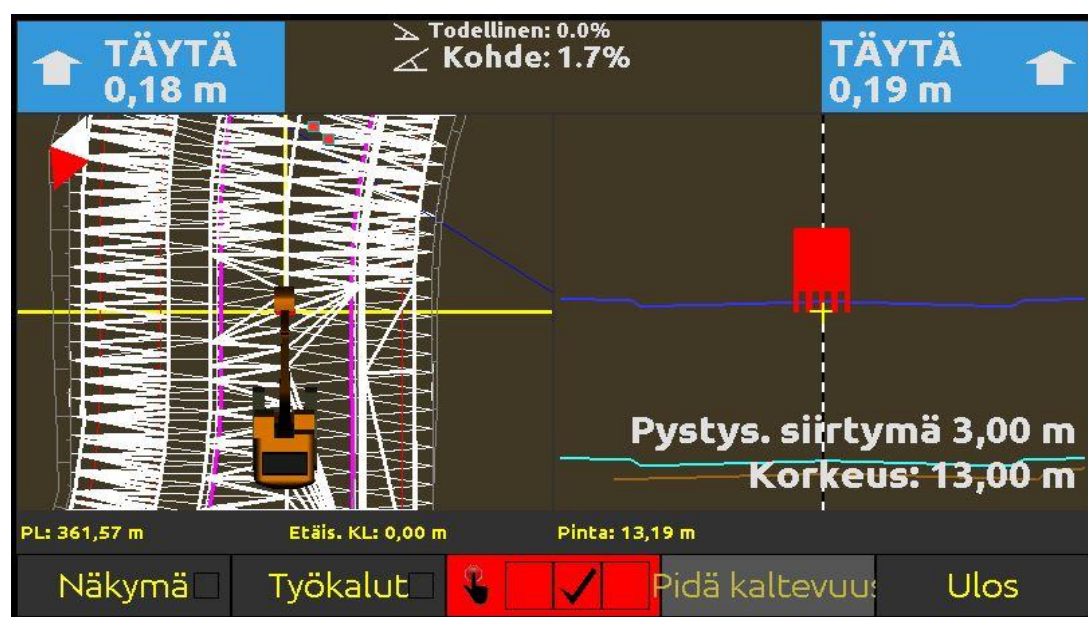 TÄYTÄ
0,18 m
Todellinen: 0.0%
Kohde: 1.7%
TÄYTÄ
0,19 m
Pystys. siirtymä 3,00 m
Korkeus: 13,00 m
PL: 361,57 m
Etäis. KL: 0,00 m
Pinta: 13,19 m
Näkymä
Työkalut
Pidä kaltevuus
Ulos